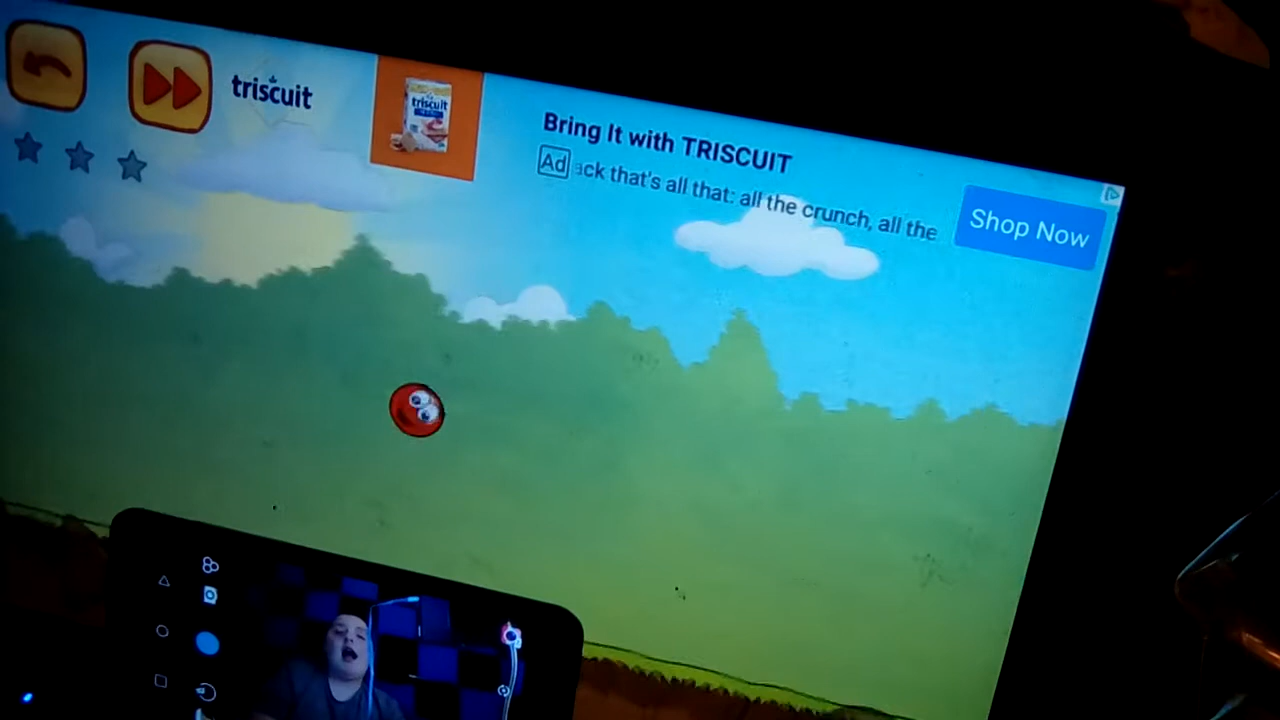 triscuit
triscuit
Bring It with TRISCUIT
Ad ack that's all that: all the crunch, all the
Shop Now